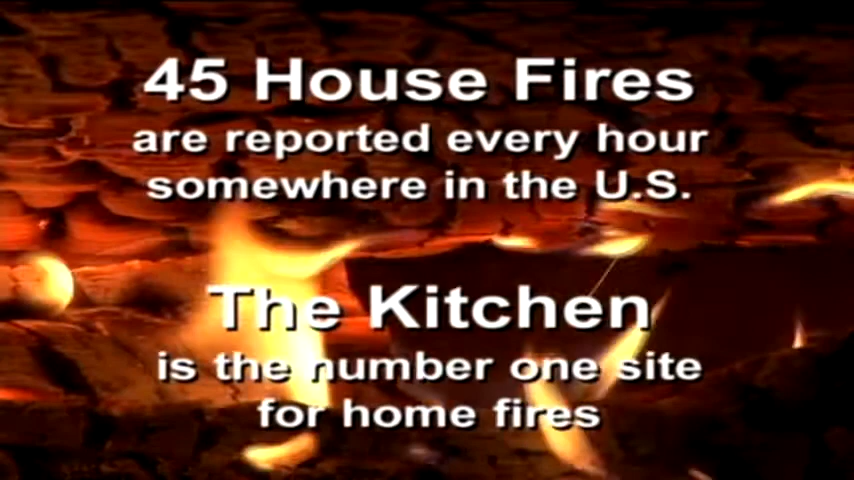 45 House Fires
are reported every hour
somewhere in the U.S.
The Kitchen
is the number one site
for home fires